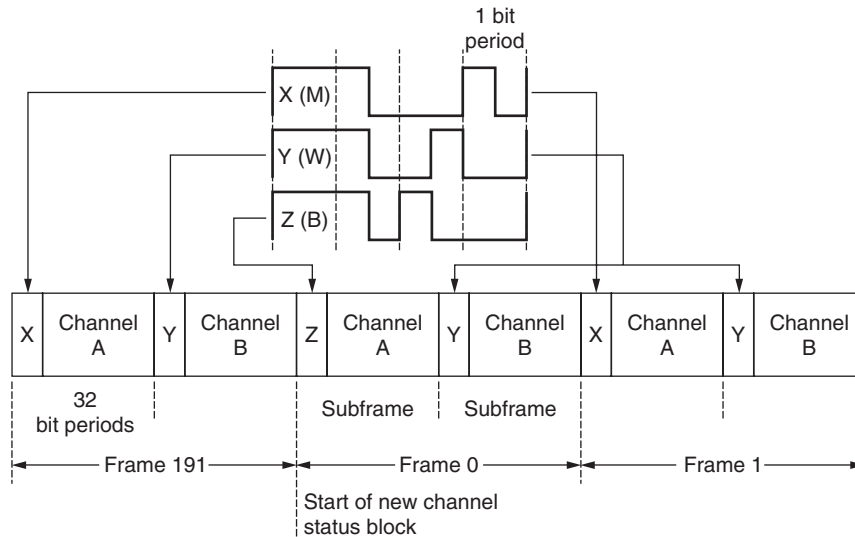 1 bit
period
X (M)
Y (W)
Z (B)
X
Channel
A
Y
Channel
B
Z
Channel
A
Y
Channel
B
X
Channel
A
Y
Channel
B
32
bit periods
Subframe
Subframe
Frame 191
Frame 0
Frame 1
Start of new channel
status block